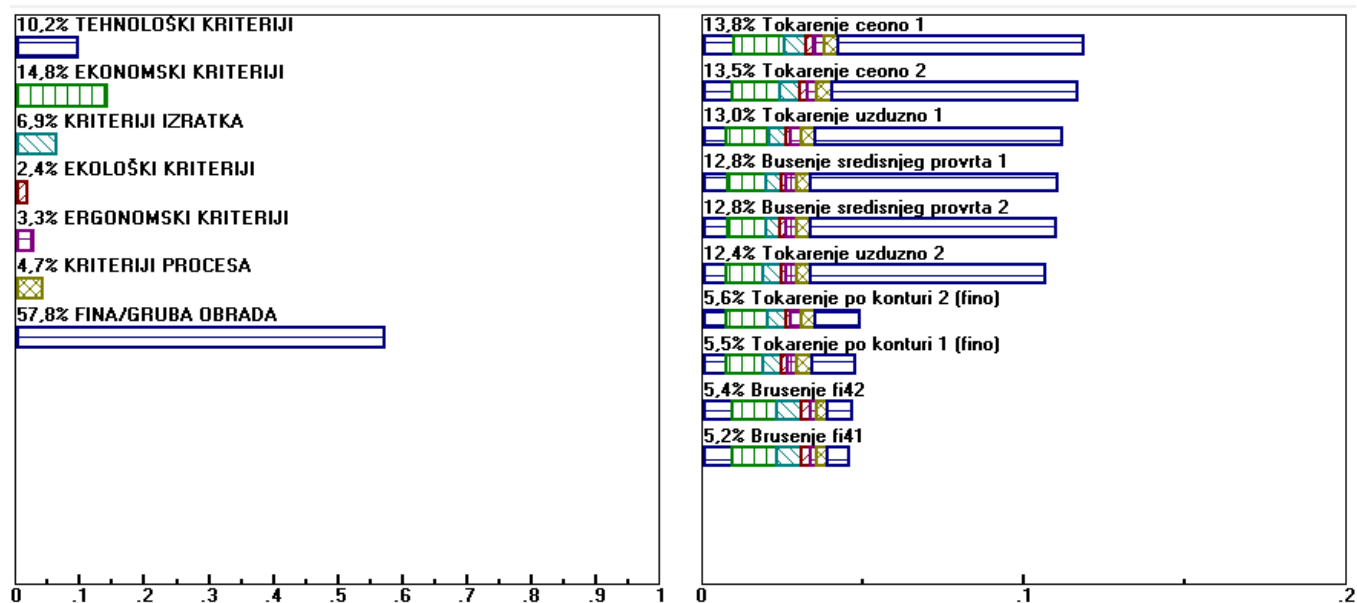 10,2% TEHNOLOŠKI KRITERIJI
14,8% EKONOMSKI KRITERIJI
6,9% KRITERIJI IZRATKA
2,4% EKOLOŠKI KRITERIJI
3,3% ERGONOMSKI KRITERIJI
4,7% KRITERIJI PROCESA
57,8% FINA/GRUBA OBRADA
0 .1 .2 .3 .4 .5 .6 .7 .8 .9 1
13,8% Tokarenje ceono 1
13,5% Tokarenje ceono 2
13,0% Tokarenje uzduzno 1
12,8% Busenje sredisnjeg provrta 1
12,8% Busenje sredisnjeg provrta 2
12,4% Tokarenje uzduzno 2
5,6% Tokarenje po konturi 2 (fino)
5,5% Tokarenje po konturi 1 (fino)
5,4% Brusenje fi42
5,2% Brusenje fi41
0 .1 .2